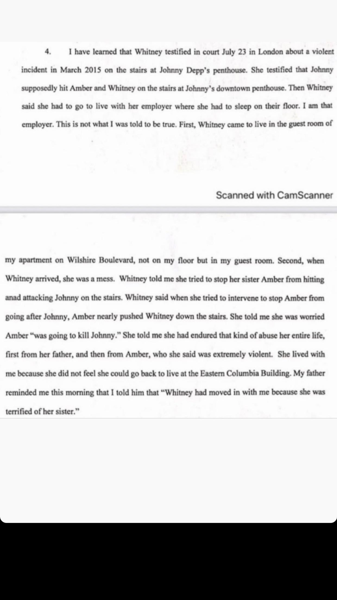 4. I have learned that Whitney testified in court July 23 in London about a violent
incident in March 2015 on the stairs at Johnny Depp's penthouse. She testified that Johnny
supposedly hit Amber and Whitney on the stairs at Johnny's downtown penthouse. Then Whitney
said she had to go to live with her employer where she had to sleep on their floor. I am that
employer. This is not what I was told to be true. First, Whitney came to live in the guest room of
Scanned with CamScanner
my apartment on Wilshire Boulevard, not on my floor but in my guest room. Second, when
Whitney arrived, she was a mess. Whitney told me she tried to stop her sister Amber from hitting
anad attacking Johnny on the stairs. Whitney said when she tried to intervene to stop Amber from
going after Johnny, Amber nearly pushed Whitney down the stairs. She told me she was worried
Amber "was going to kill Johnny." She told me she had endured that kind of abuse her entire life,
first from her father, and then from Amber, who she said was extremely violent. She lived with
me because she did not feel she could go back to live at the Eastern Columbia Building. My father
reminded me this morning that I told him that "Whitney had moved in with me because she was
terrified of her sister."